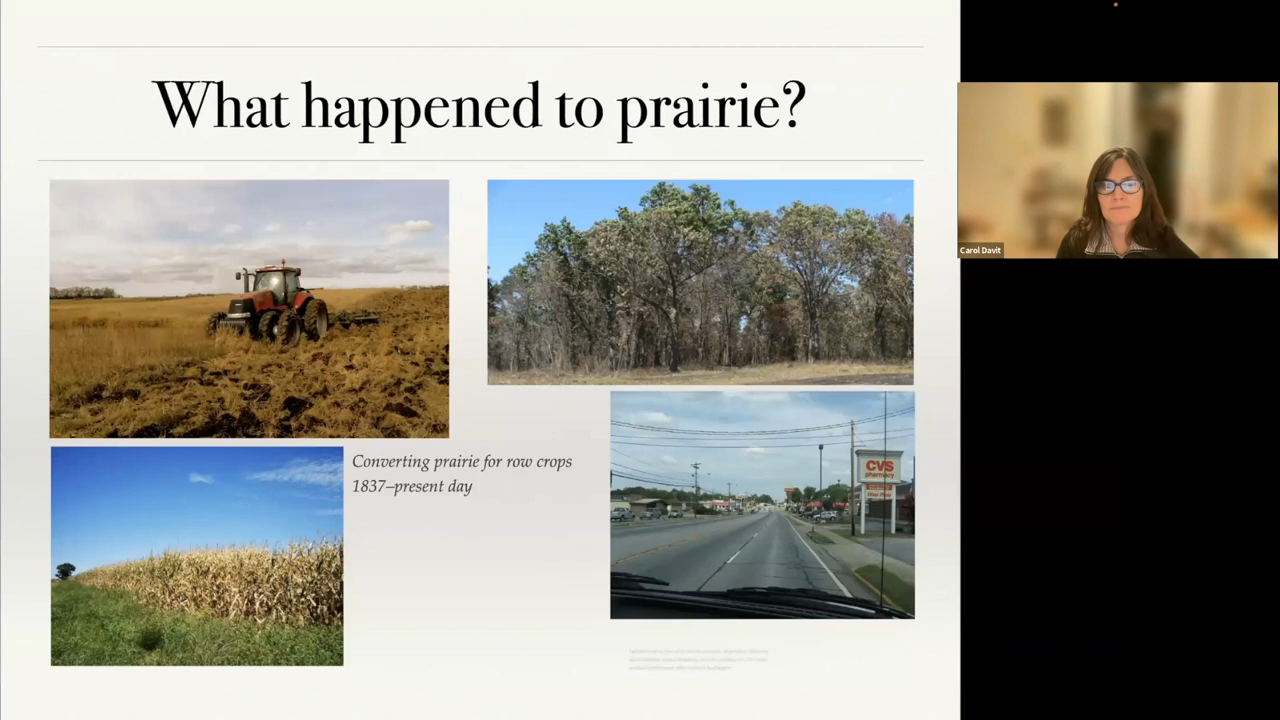 What happened to prairie?
Carol Davit
Converting prairie for row crops
1837–present day
CVS
pharmacy